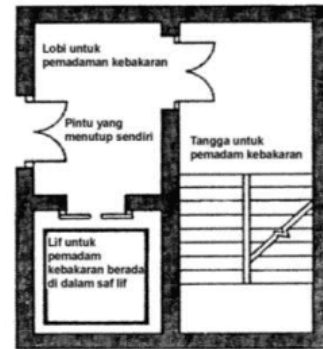 Lobi untuk
pemadaman kebakaran
Pintu yang
menutup sendiri
Tangga untuk
pemadam kebakaran
Lif untuk
pemadam
kebakaran berada
di dalam saf lif